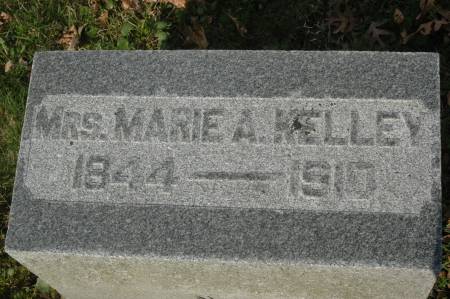 MRS. MARIE A. KELLEY
1844 — 1910